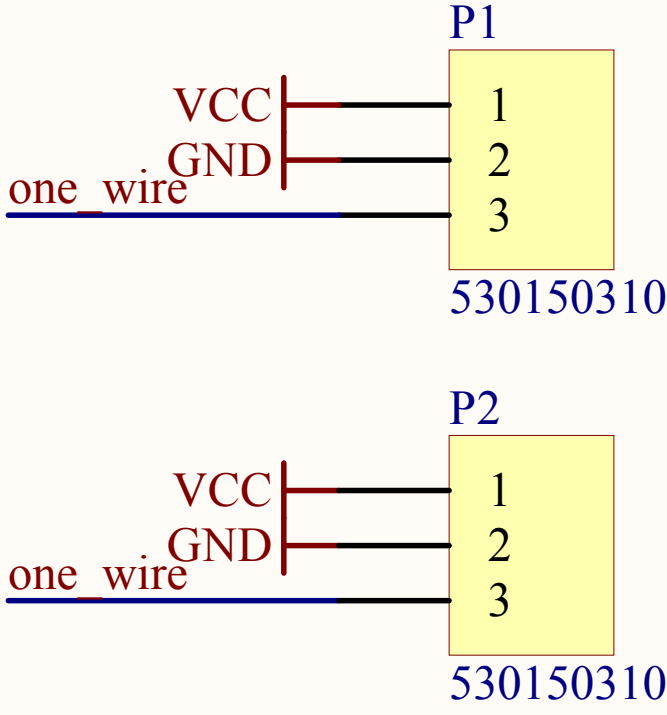 P1
VCC 1
GND 2
one_wire 3
530150310
P2
VCC 1
GND 2
one_wire 3
530150310